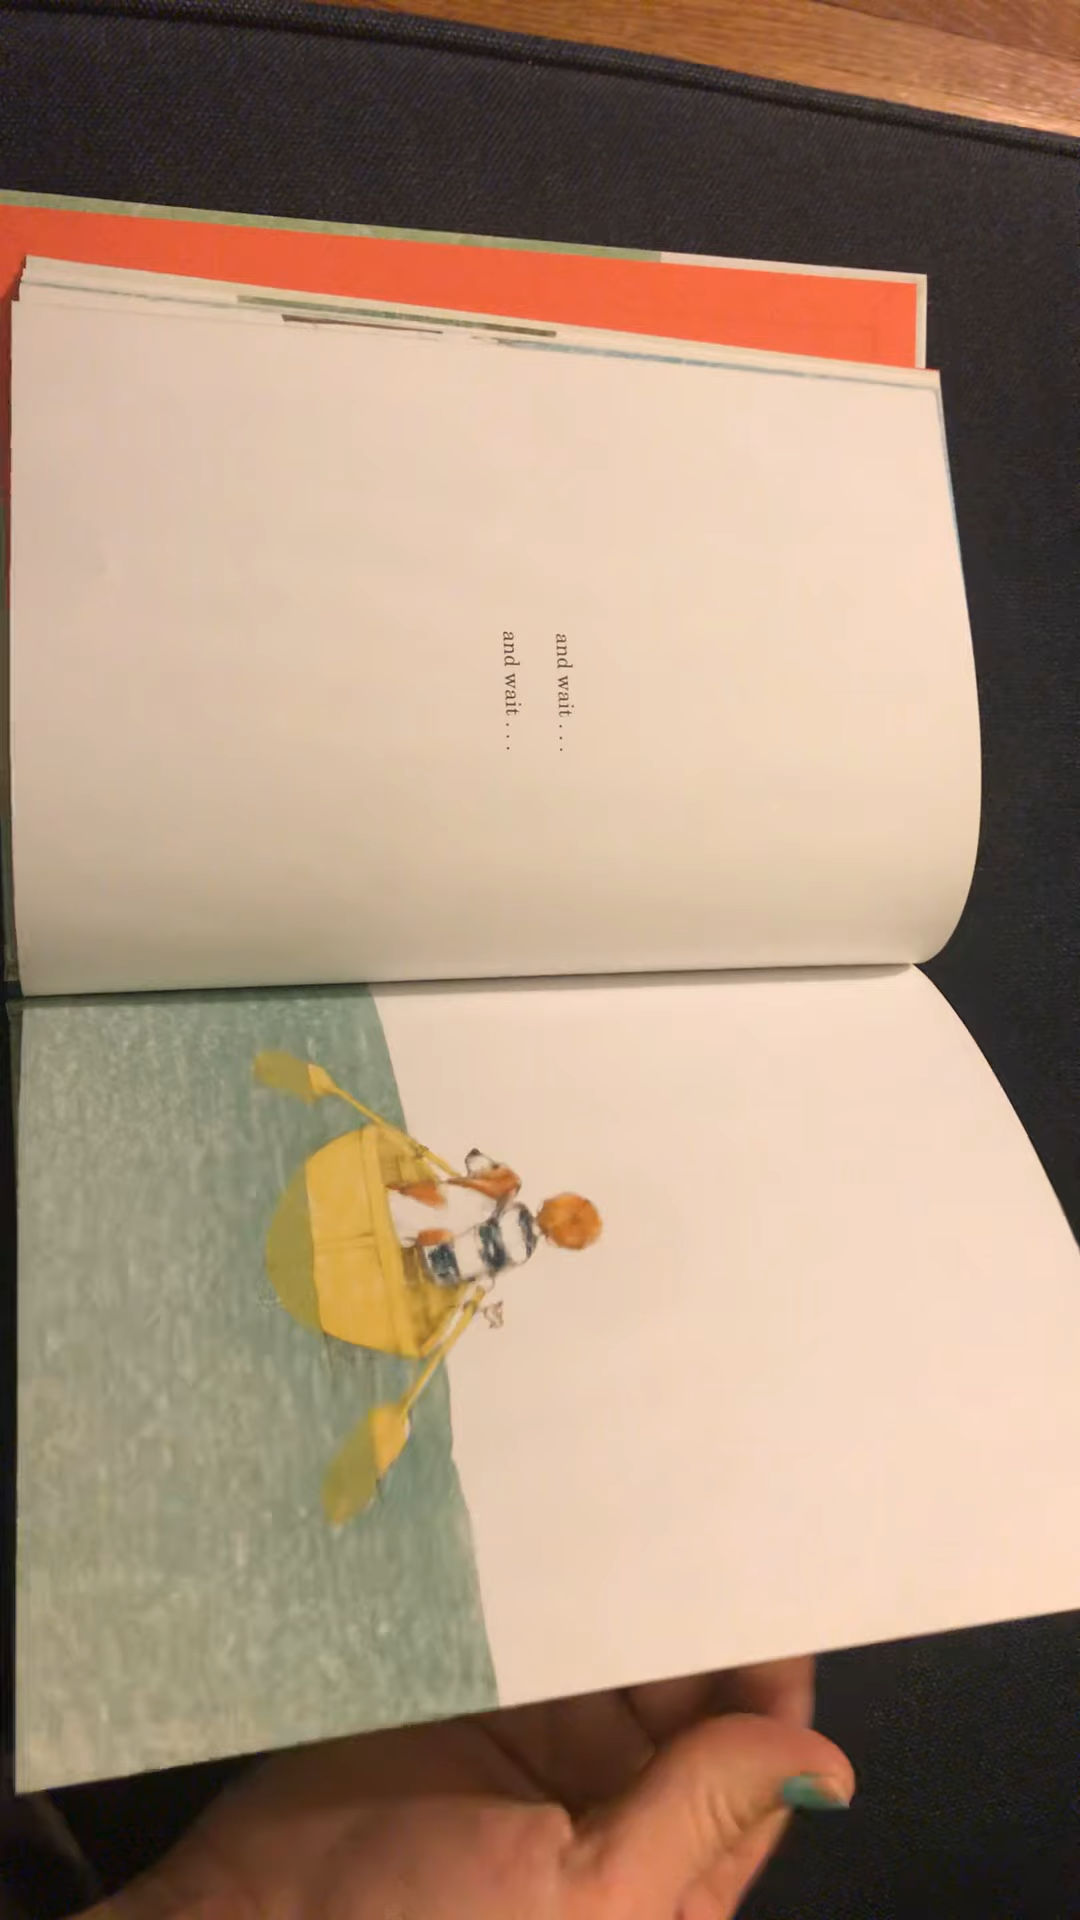 and wait . . .
and wait . . .